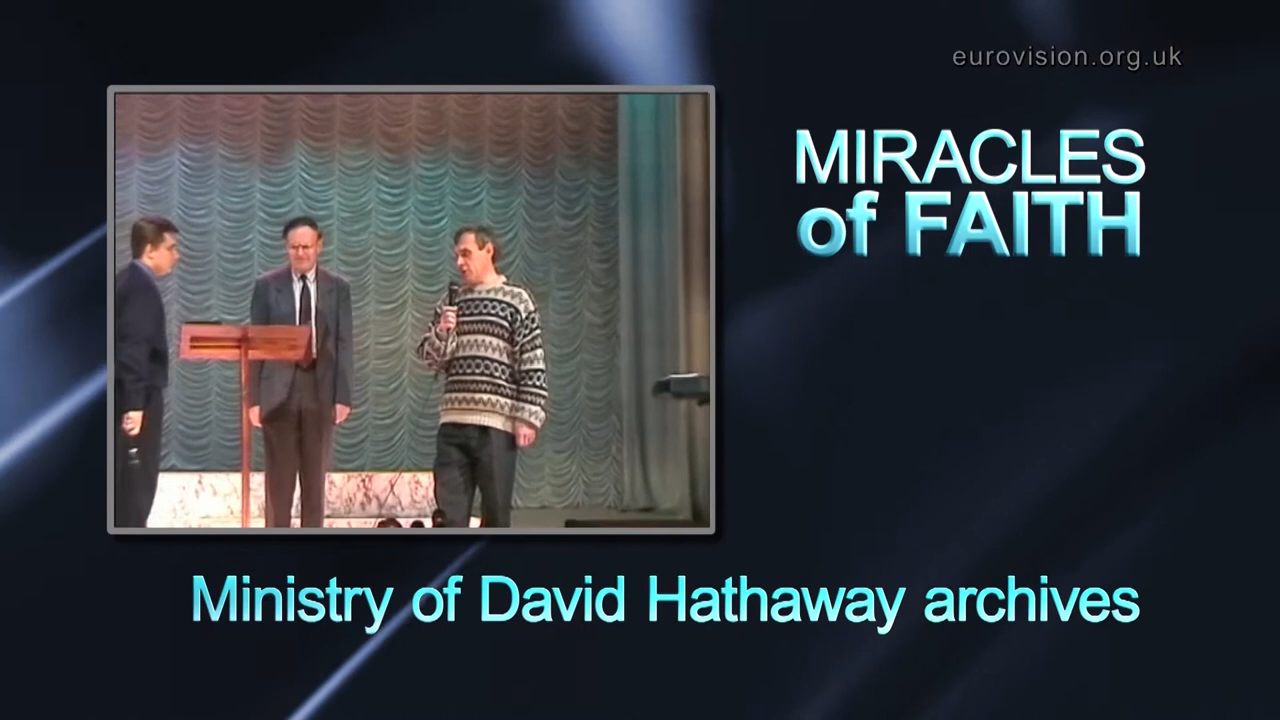 eurovision.org.uk
MIRACLES
of FAITH
Ministry of David Hathaway archives